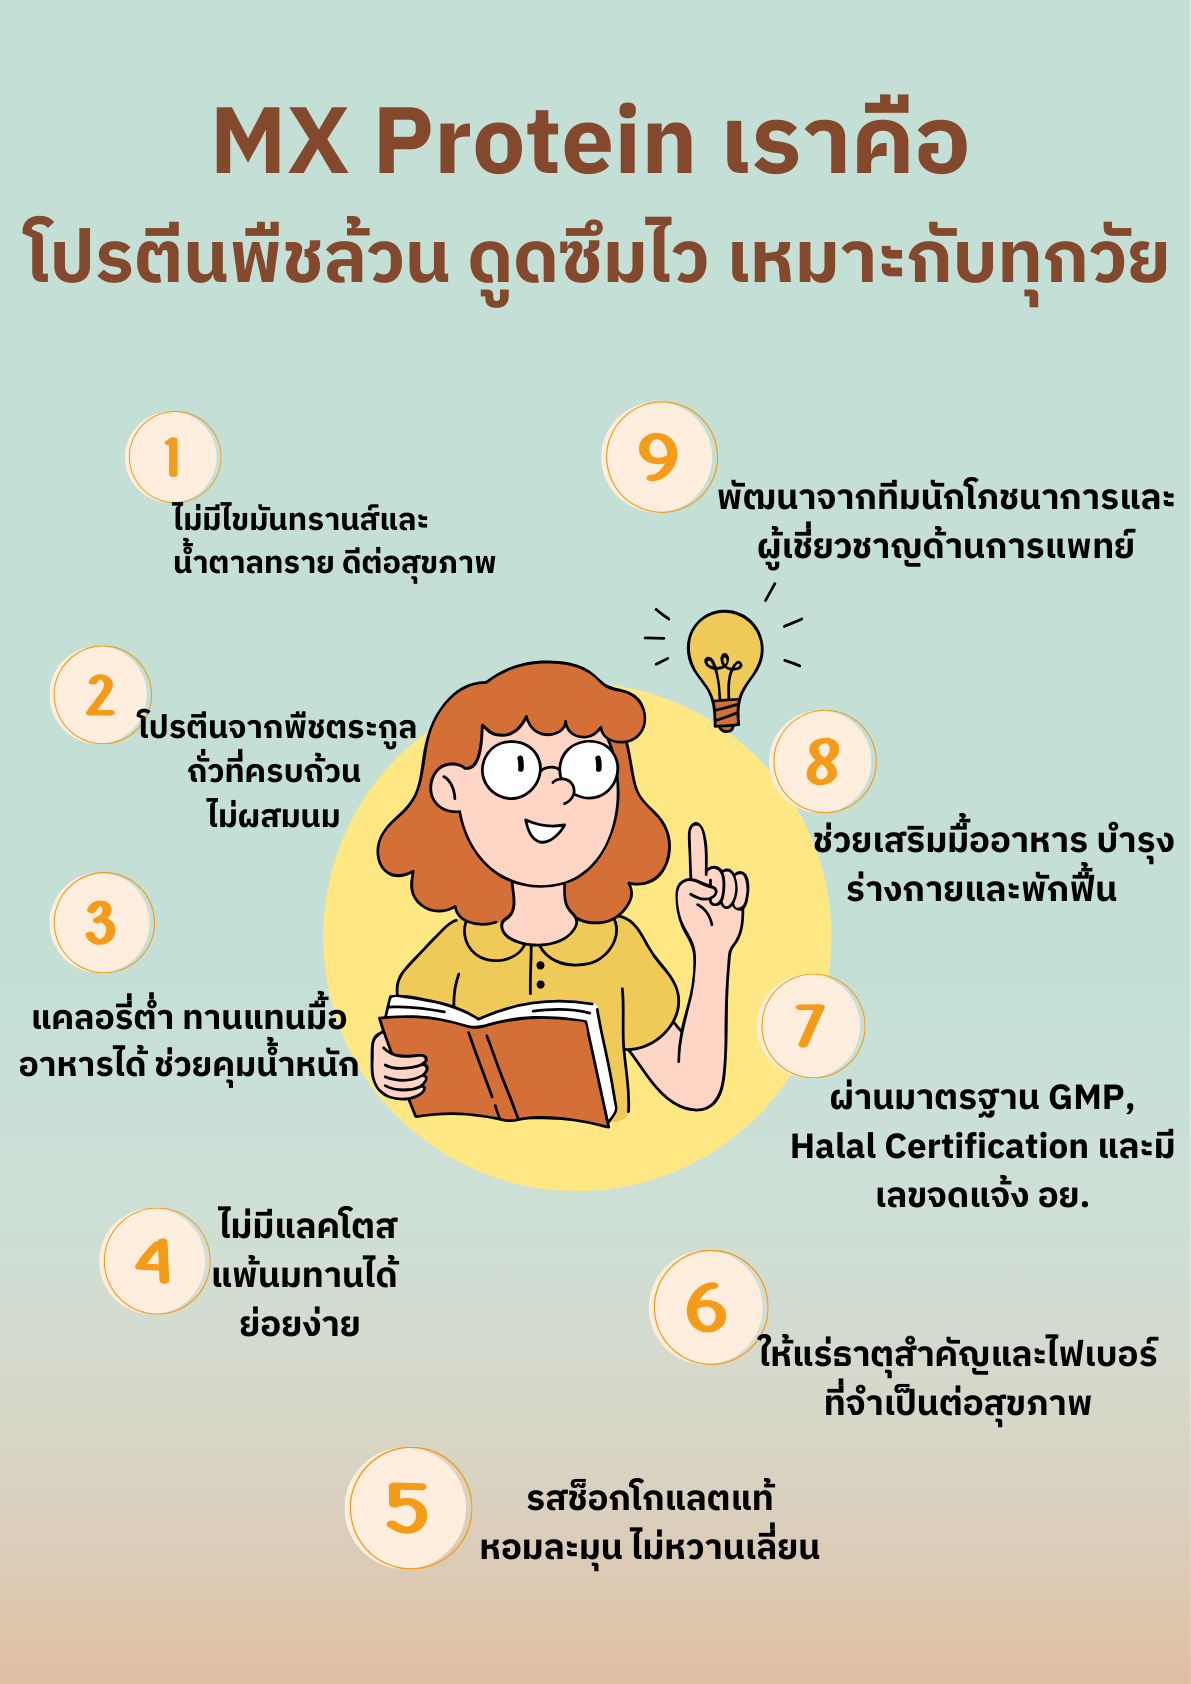 MX Protein เราคือ
โปรตีนพืชล้วน ดูดซึมไว เหมาะกับทุกวัย
1
ไม่มีไขมันทรานส์และ
น้ำตาลทราย ดีต่อสุขภาพ
2
โปรตีนจากพืชตระกูล
ถั่วที่ครบถ้วน
ไม่ผสมนม
3
แคลอรี่ต่ำ ทานแทนมื้อ
อาหารได้ ช่วยคุมน้ำหนัก
4
ไม่มีแลคโตส
แพ้นมทานได้
ย่อยง่าย
5
รสช็อกโกแลตแท้
หอมละมุน ไม่หวานเลี่ยน
6
ให้แร่ธาตุสำคัญและไฟเบอร์
ที่จำเป็นต่อสุขภาพ
7
ผ่านมาตรฐาน GMP,
Halal Certification และมี
เลขจดแจ้ง อย.
8
ช่วยเสริมมื้ออาหาร บำรุง
ร่างกายและพักฟื้น
9
พัฒนาจากทีมนักโภชนาการและ
ผู้เชี่ยวชาญด้านการแพทย์